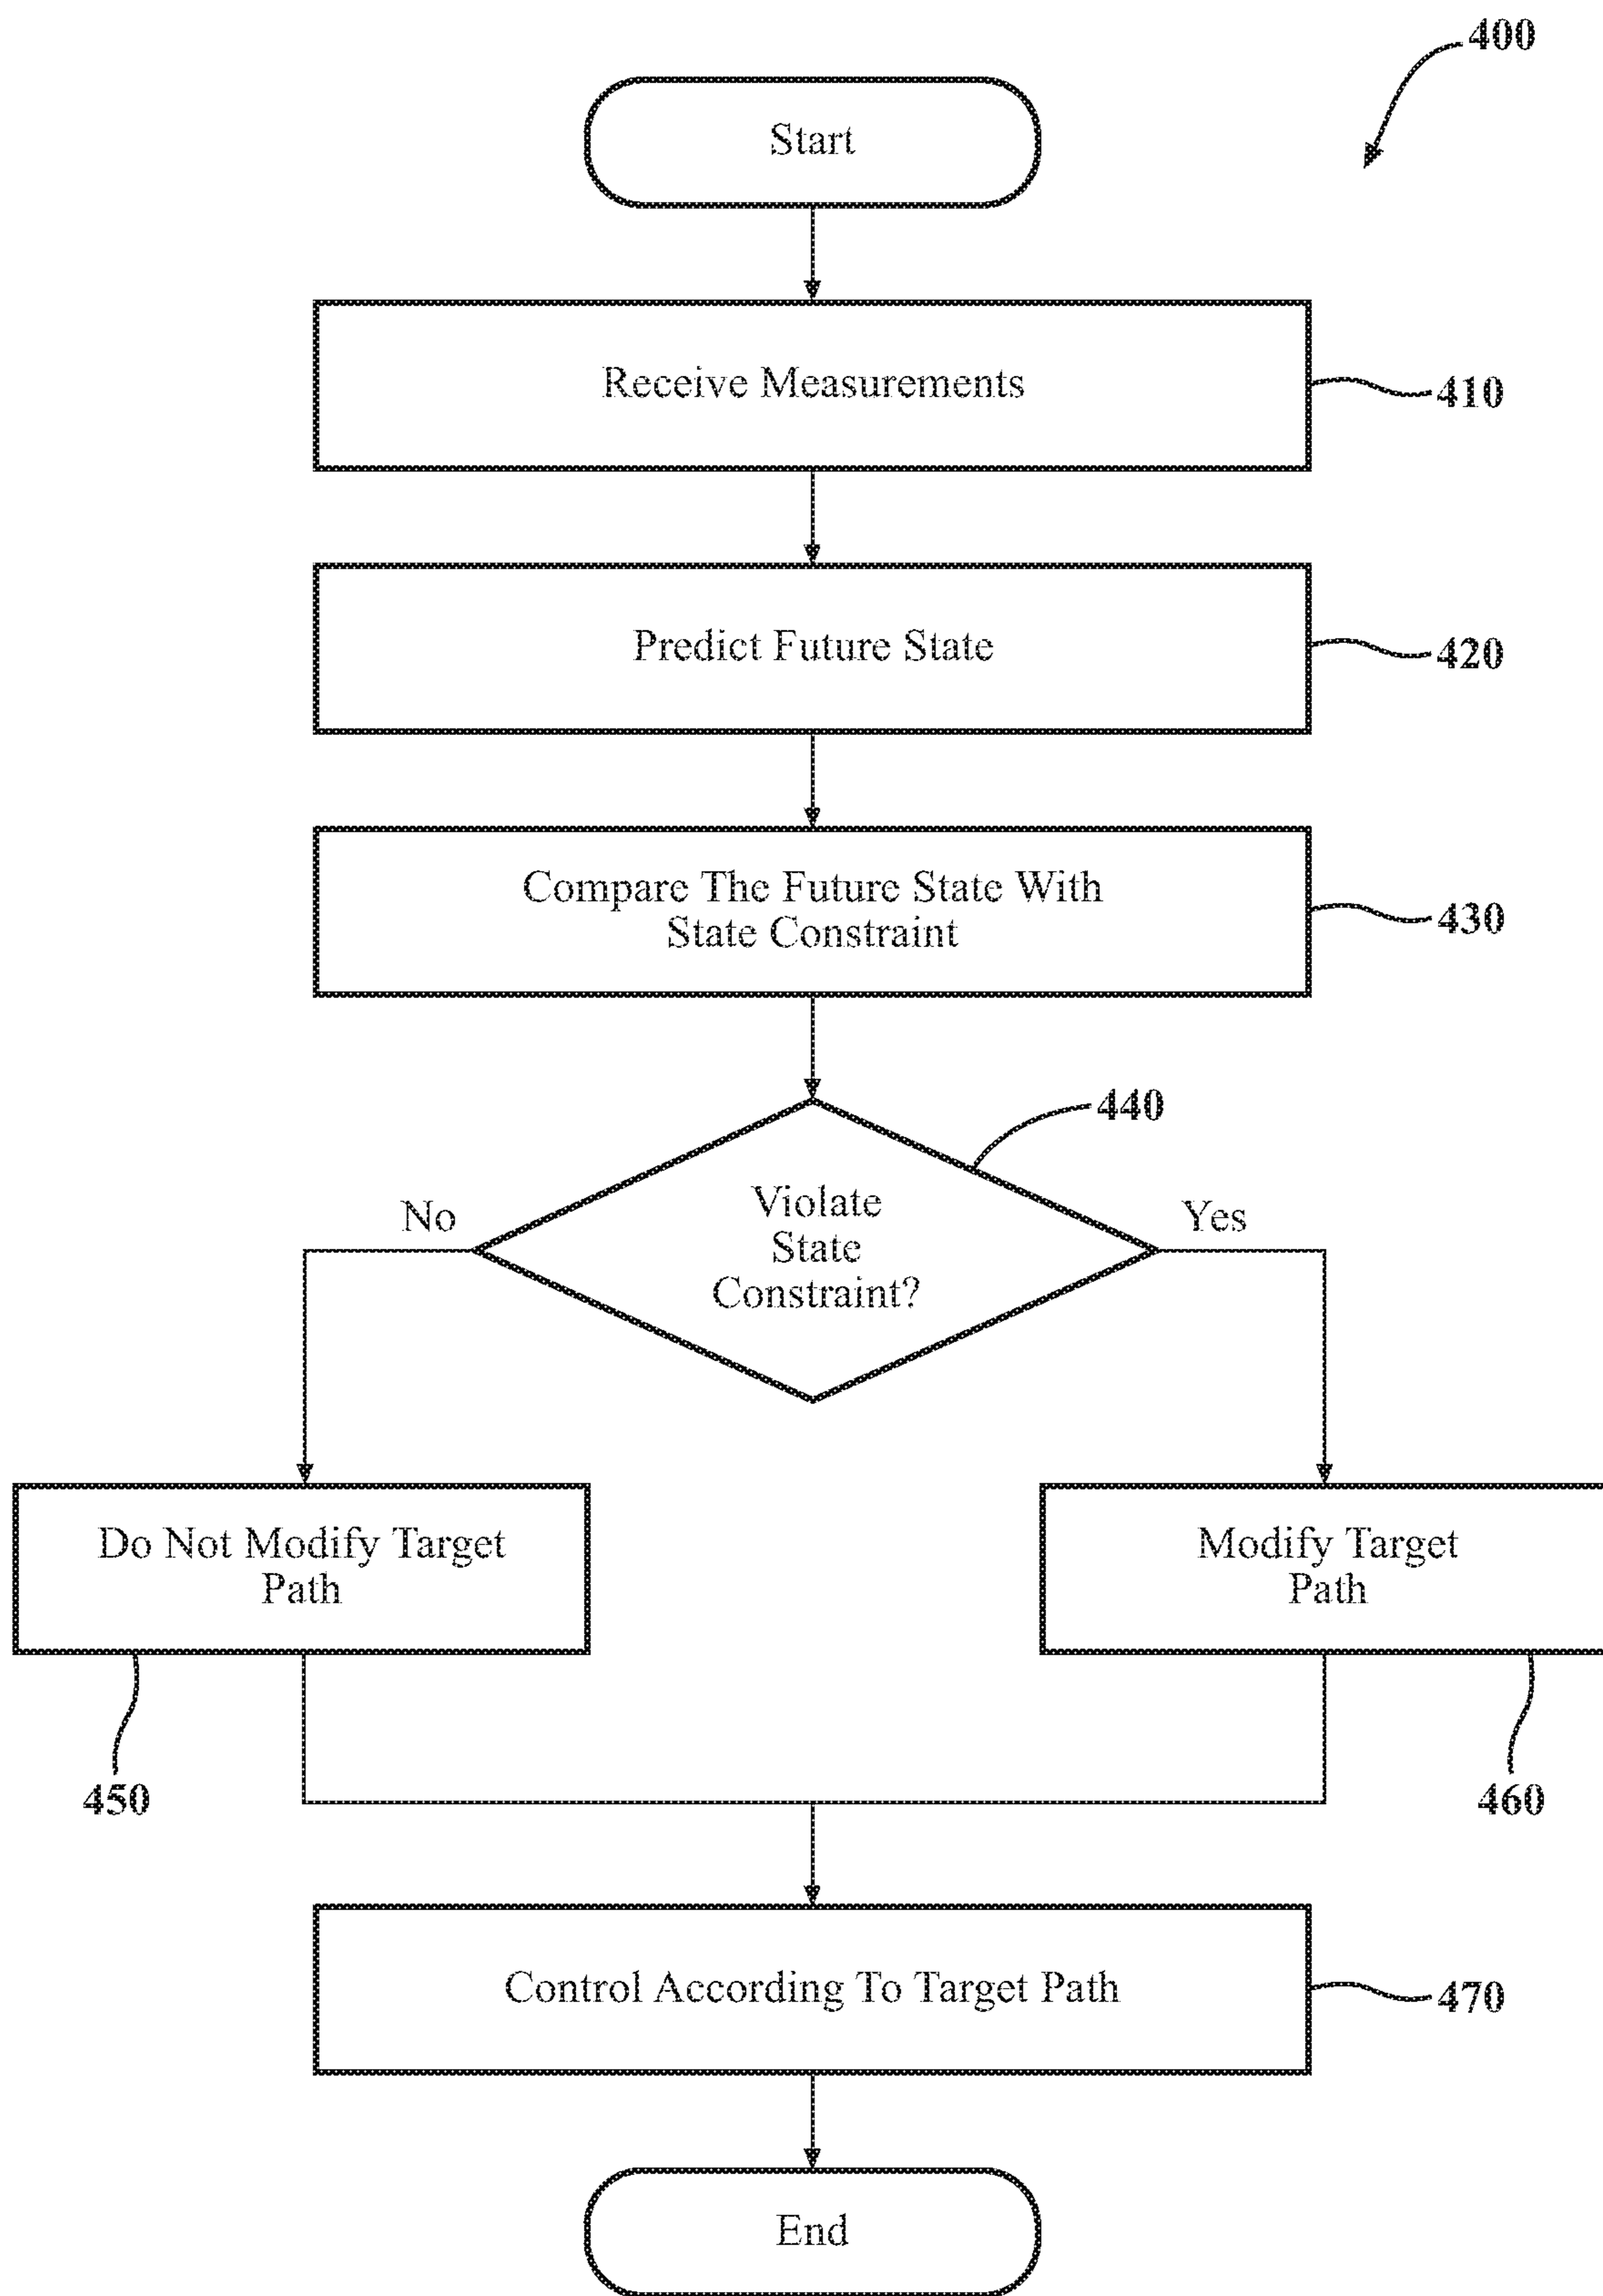 400
Start
Receive Measurements
410
Predict Future State
420
Compare The Future State With
State Constraint
430
440
Violate
State
Constraint?
No
Yes
Do Not Modify Target
Path
Modify Target
Path
450
460
Control According To Target Path
470
End